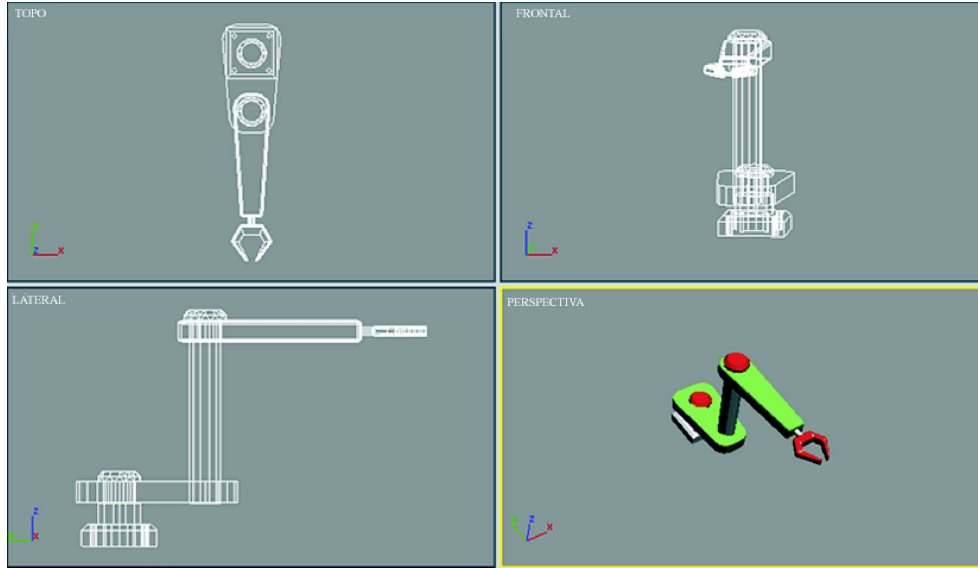 TOPO
FRONTAL
y
z x
z
y x
LATERAL
PERSPECTIVA
z
x
y z
x